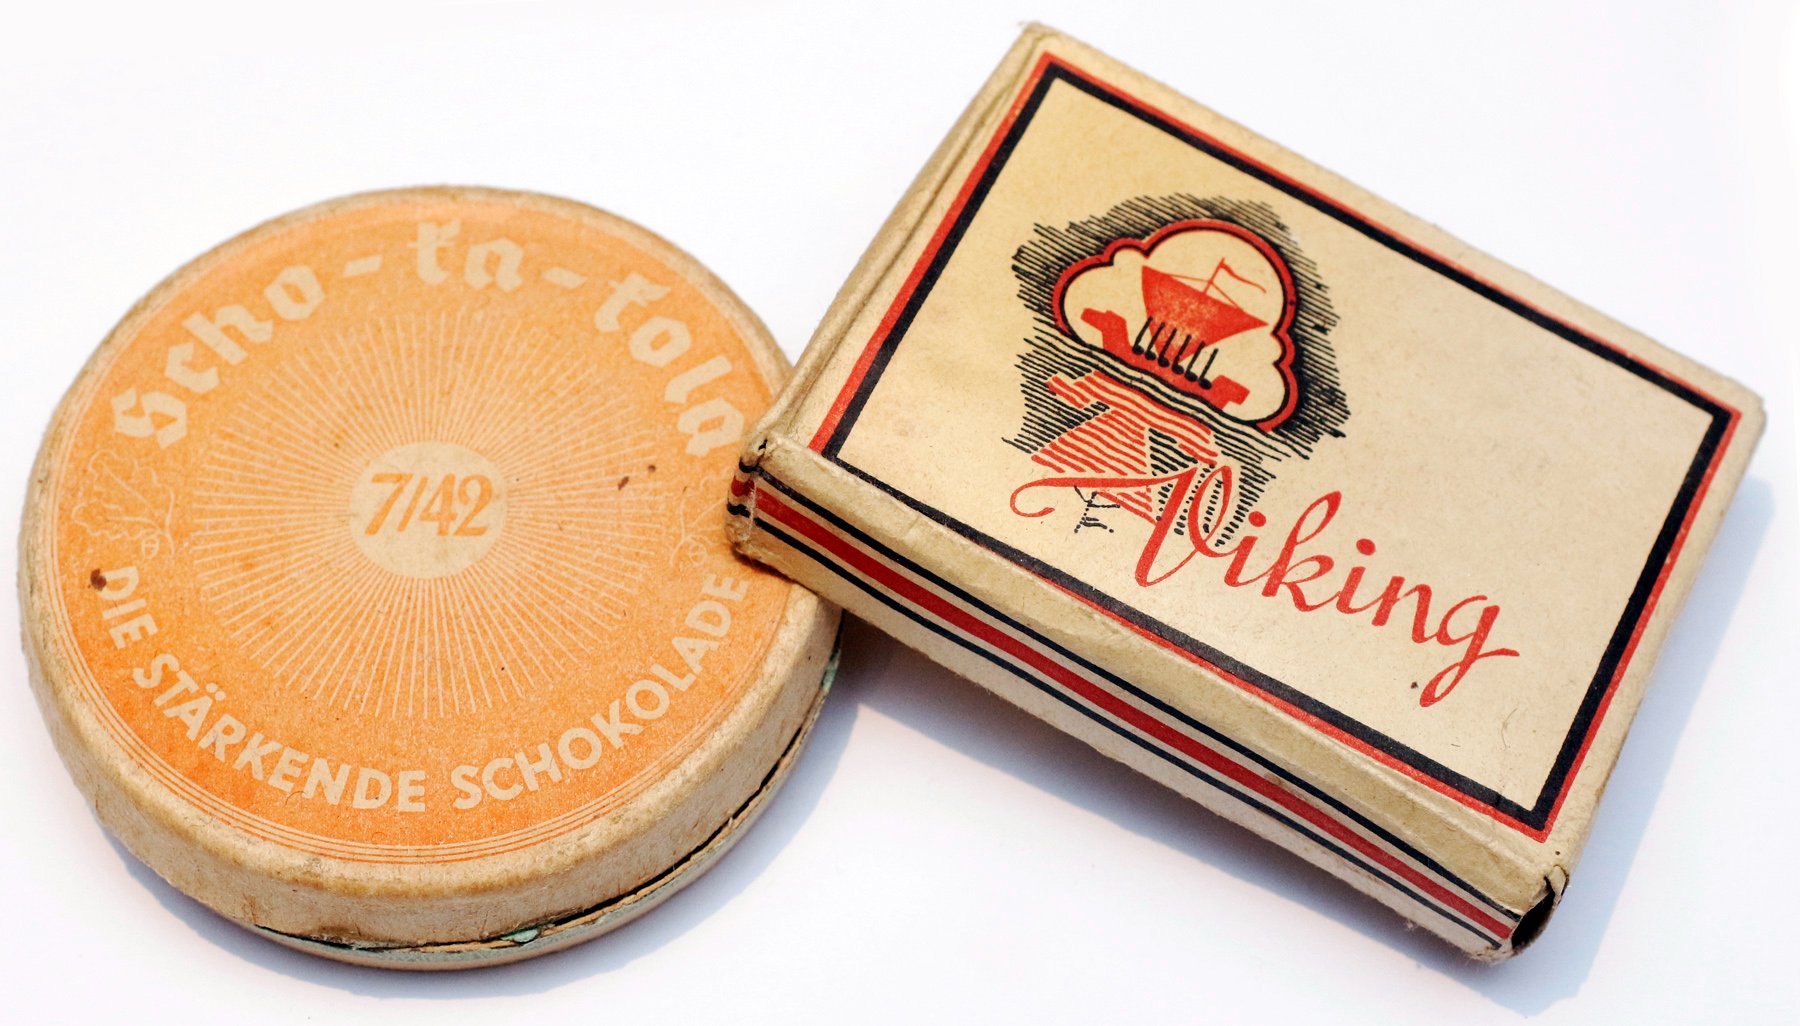 Scho-ka-kola
7/42
DIE STÄRKENDE SCHOKOLADE
Viking